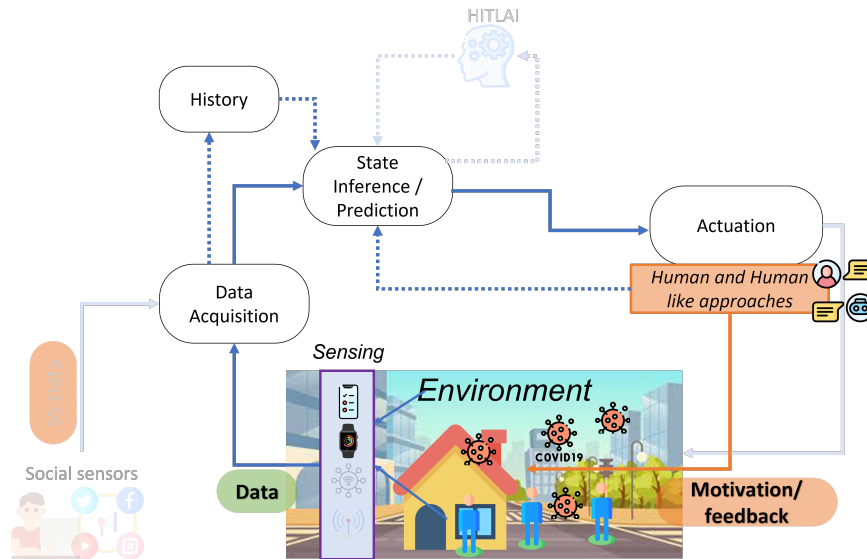 HITLAI
History
State
Inference /
Prediction
Actuation
Human and Human
like approaches
Data
Acquisition
Sensing
Environment
COVID19
Social sensors
Data
Motivation/
feedback